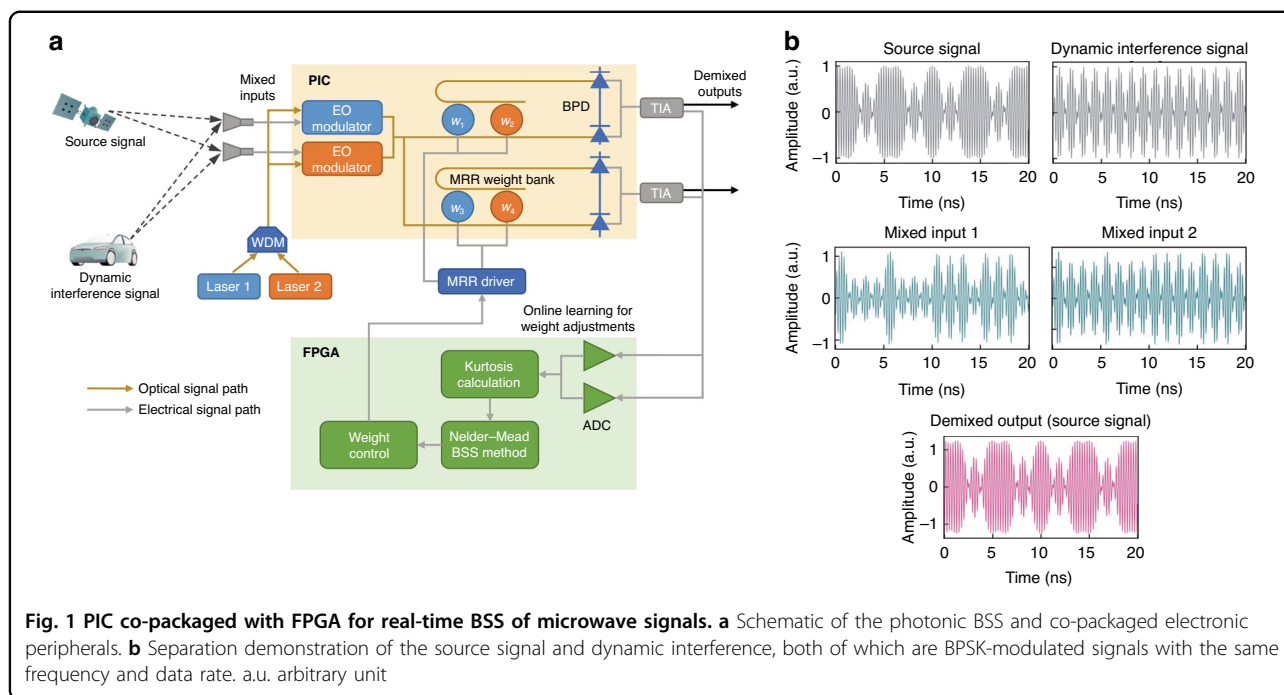 a
Mixed
inputs
PIC
EO
modulator
EO
modulator
w1
w2
BPD
TIA
Demixed
outputs
Source signal
MRR weight bank
w3
w4
TIA
WDM
Dynamic
interference signal
Laser 1
Laser 2
MRR driver
Online learning for
weight adjustments
FPGA
Kurtosis
calculation
ADC
Optical signal path
Electrical signal path
Weight
control
Nelder–Mead
BSS method
b
Source signal
Amplitude (a.u.)
1
0
–1
0 5 10 15 20
Time (ns)
Dynamic interference signal
0 5 10 15 20
Time (ns)
Mixed input 1
Amplitude (a.u.)
1
0
–1
0 5 10 15 20
Time (ns)
Mixed input 2
0 5 10 15 20
Time (ns)
Demixed output (source signal)
Amplitude (a.u.)
1
0
–1
0 5 10 15 20
Time (ns)
Fig. 1 PIC co-packaged with FPGA for real-time BSS of microwave signals. a Schematic of the photonic BSS and co-packaged electronic
peripherals. b Separation demonstration of the source signal and dynamic interference, both of which are BPSK-modulated signals with the same
frequency and data rate. a.u. arbitrary unit